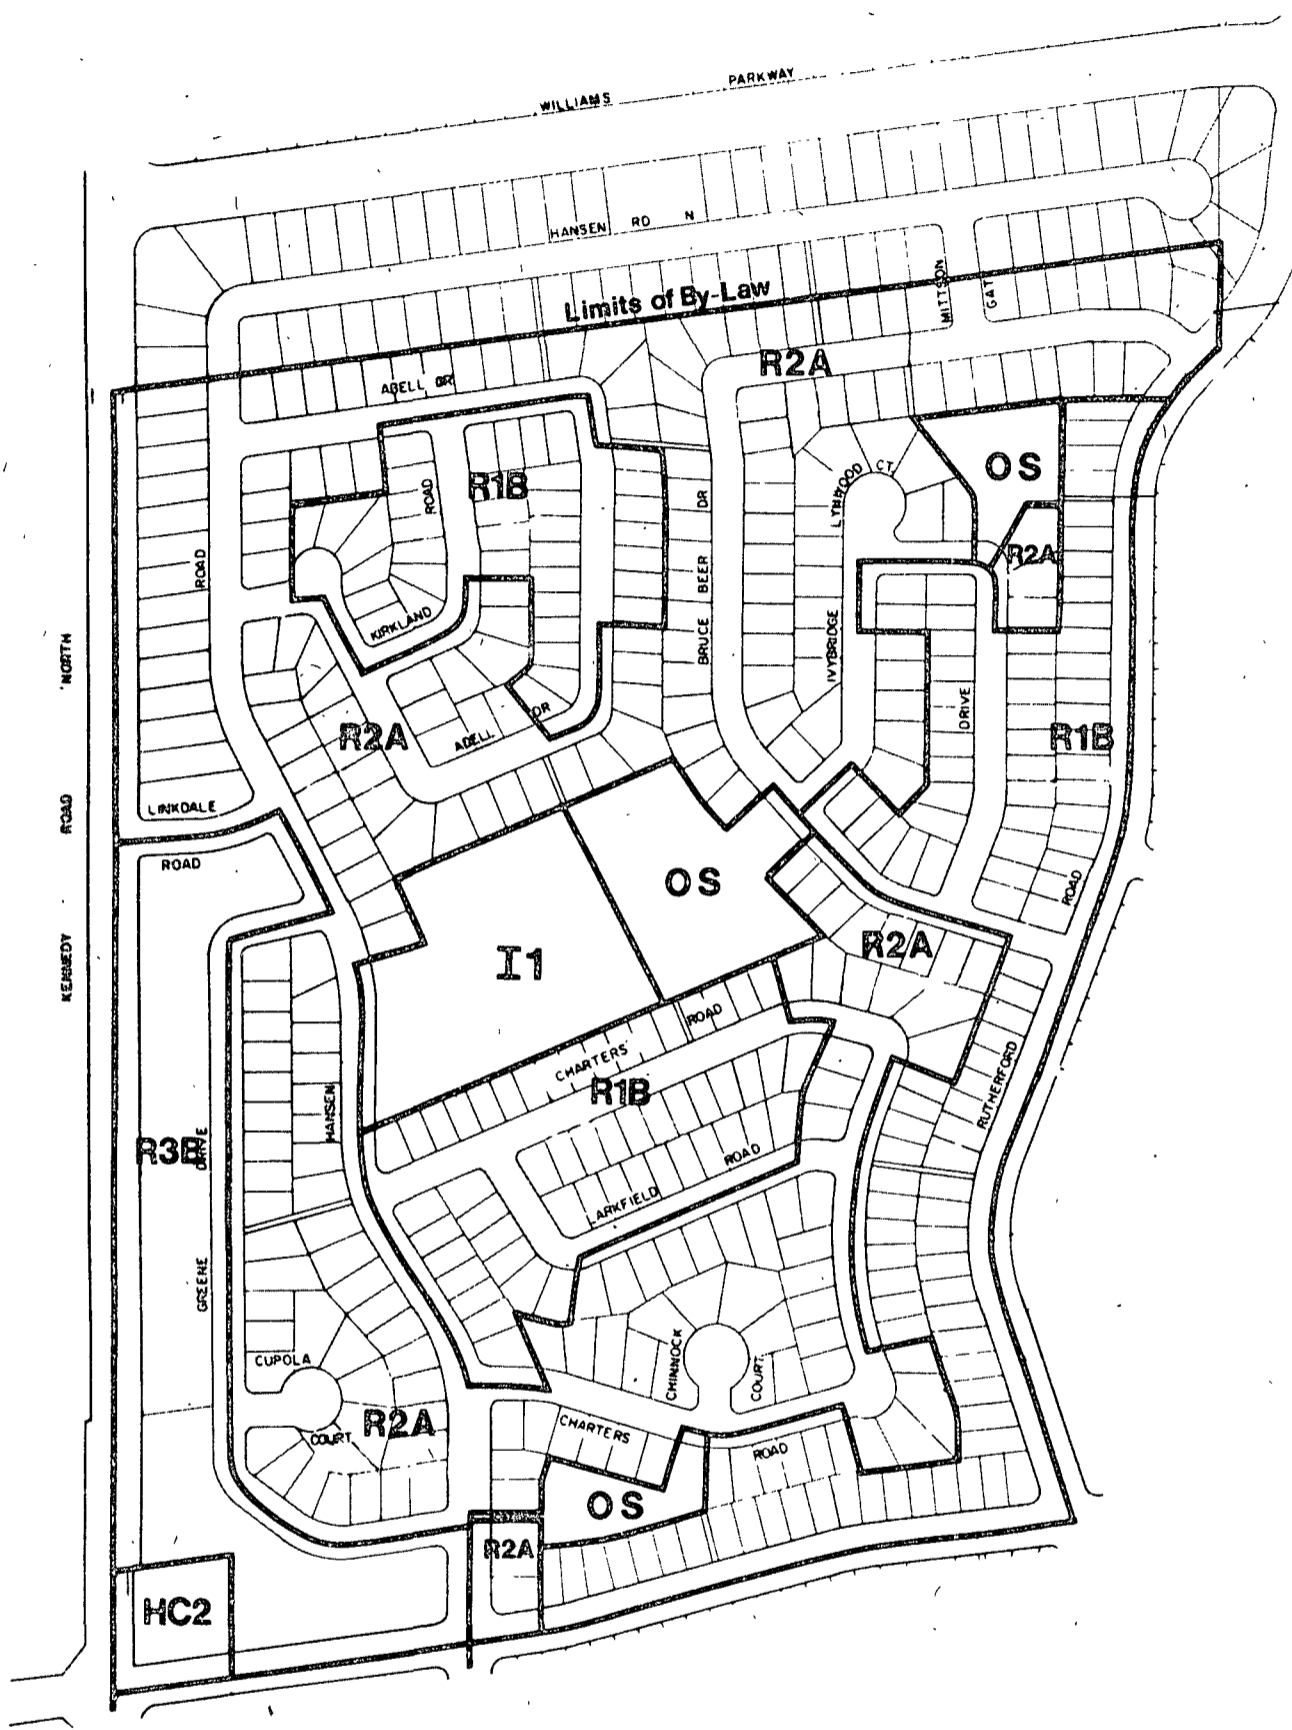 WILLIAMS PARKWAY
HANSEN RD N
Limits of By-Law
MITTSON
GATE
R2A
ABELL DR.
R1B
ROAD
OS
LYNWOOD CT.
DR
R2A
ROAD
BEER
KIRKLAND
BRUCE
IVYBRIDGE
NORTH
DRIVE
R1B
R2A
ADELL DR
LINKDALE
ROAD
ROAD
OS
ROAD
R2A
I1
KENNEDY -
ROAD
CHARTERS
R1B
RUTHERFORD
HANSEN
R3B
DRIVE
ROAD
LARKFIELD
GREENE
CHINNOCK
COURT
CUPOLA
COURT
R2A
CHARTERS
ROAD
OS
R2A
HC2